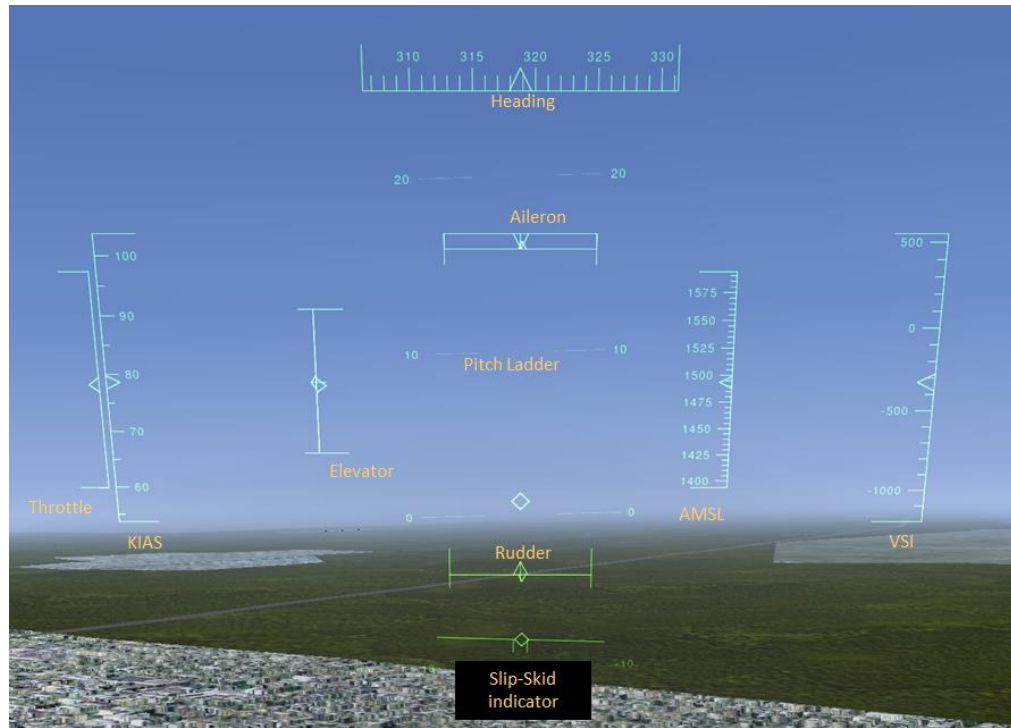 310 315 320 325 330
Heading
20 20
Aileron
100
90
80
70
60
Throttle
KIAS
Elevator
10 10
Pitch Ladder
0 0
1575
1550
1525
1500
1475
1450
1425
1400
AMSL
500
0
-500
-1000
VSI
Rudder
-10
Slip-Skid
indicator